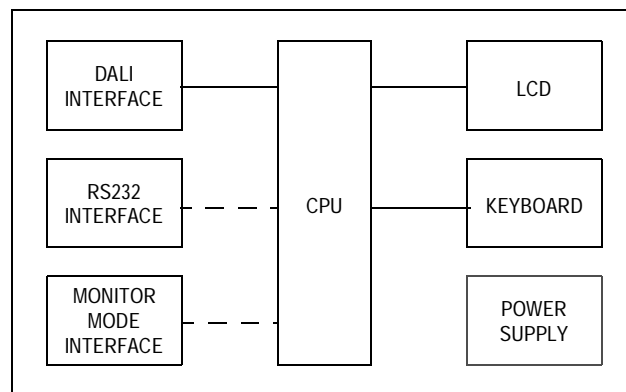 DALI
INTERFACE
RS232
INTERFACE
MONITOR
MODE
INTERFACE
CPU
LCD
KEYBOARD
POWER
SUPPLY